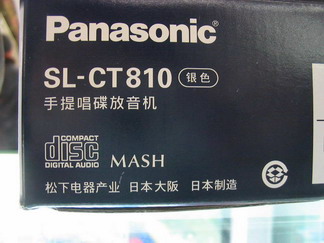 Panasonic®
SL-CT810 银色
手提唱碟放音机
COMPACT
disc
DIGITAL AUDIO
MASH
松下电器产业 日本大阪 日本制造